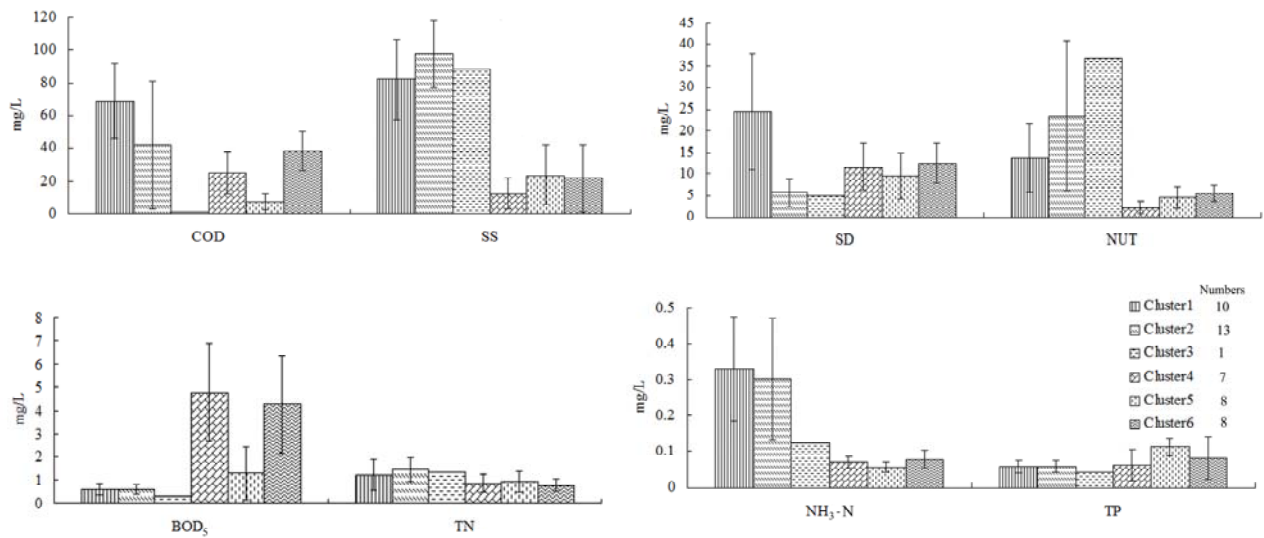 120
100
80
60
40
20
0
mg/L
COD SS
45
40
35
30
25
20
15
10
5
0
mg/L
SD NUT
8
7
6
5
4
3
2
1
0
mg/L
BOD₅ TN
0.5
0.4
0.3
0.2
0.1
0
mg/L
NH₃-N TP
Numbers
Cluster1 10
Cluster2 13
Cluster3 1
Cluster4 7
Cluster5 8
Cluster6 8